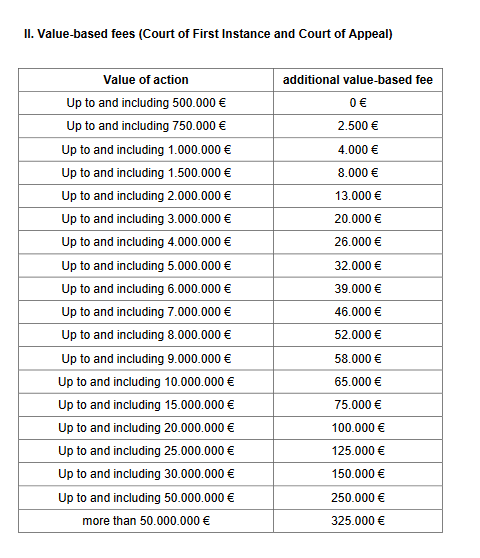 II. Value-based fees (Court of First Instance and Court of Appeal)
Value of action additional value-based fee
Up to and including 500.000 € 0 €
Up to and including 750.000 € 2.500 €
Up to and including 1.000.000 € 4.000 €
Up to and including 1.500.000 € 8.000 €
Up to and including 2.000.000 € 13.000 €
Up to and including 3.000.000 € 20.000 €
Up to and including 4.000.000 € 26.000 €
Up to and including 5.000.000 € 32.000 €
Up to and including 6.000.000 € 39.000 €
Up to and including 7.000.000 € 46.000 €
Up to and including 8.000.000 € 52.000 €
Up to and including 9.000.000 € 58.000 €
Up to and including 10.000.000 € 65.000 €
Up to and including 15.000.000 € 75.000 €
Up to and including 20.000.000 € 100.000 €
Up to and including 25.000.000 € 125.000 €
Up to and including 30.000.000 € 150.000 €
Up to and including 50.000.000 € 250.000 €
more than 50.000.000 € 325.000 €